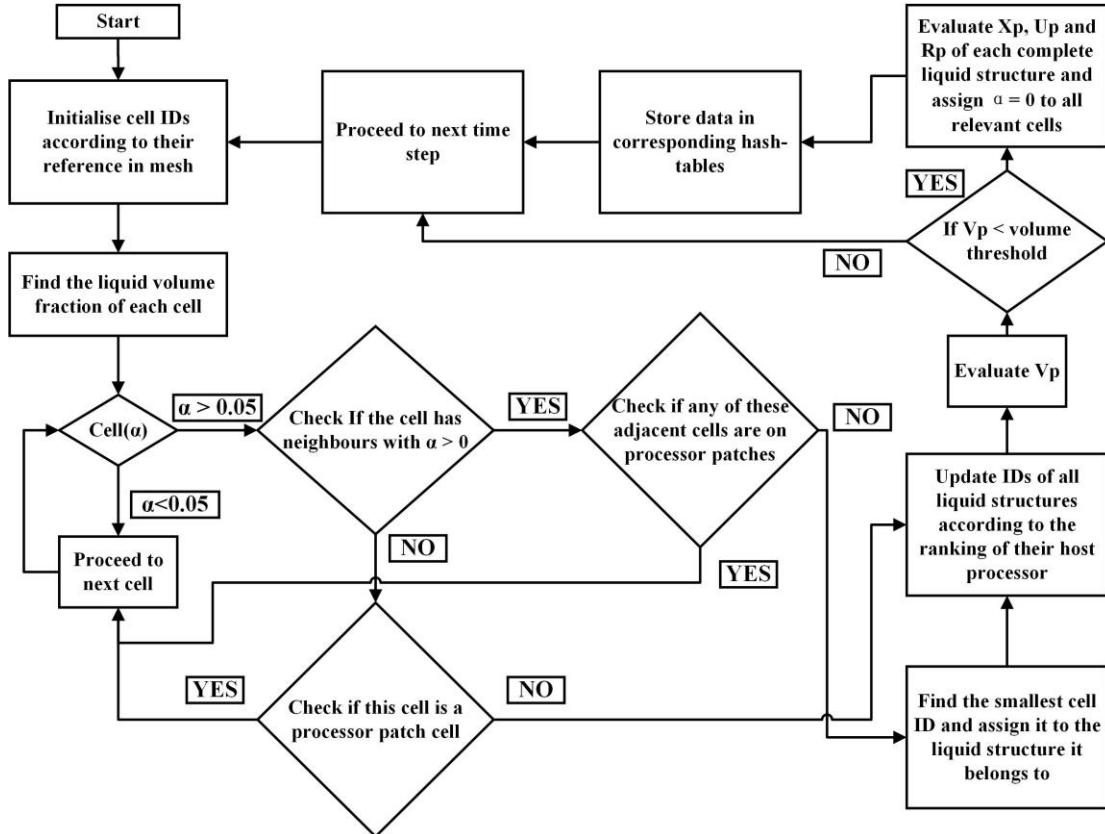 Start
Initialise cell IDs
according to their
reference in mesh
Proceed to next time
step
Store data in
corresponding hash-
tables
Evaluate Xp, Up and
Rp of each complete
liquid structure and
assign α = 0 to all
relevant cells
YES
If Vp < volume
threshold
NO
Find the liquid volume
fraction of each cell
Evaluate Vp
Cell(α)
α > 0.05
Check If the cell has
neighbours with α > 0
YES
Check if any of these
adjacent cells are on
processor patches
NO
α<0.05
Proceed to
next cell
NO
YES
Update IDs of all
liquid structures
according to the
ranking of their host
processor
YES
Check if this cell is a
processor patch cell
NO
Find the smallest cell
ID and assign it to the
liquid structure it
belongs to